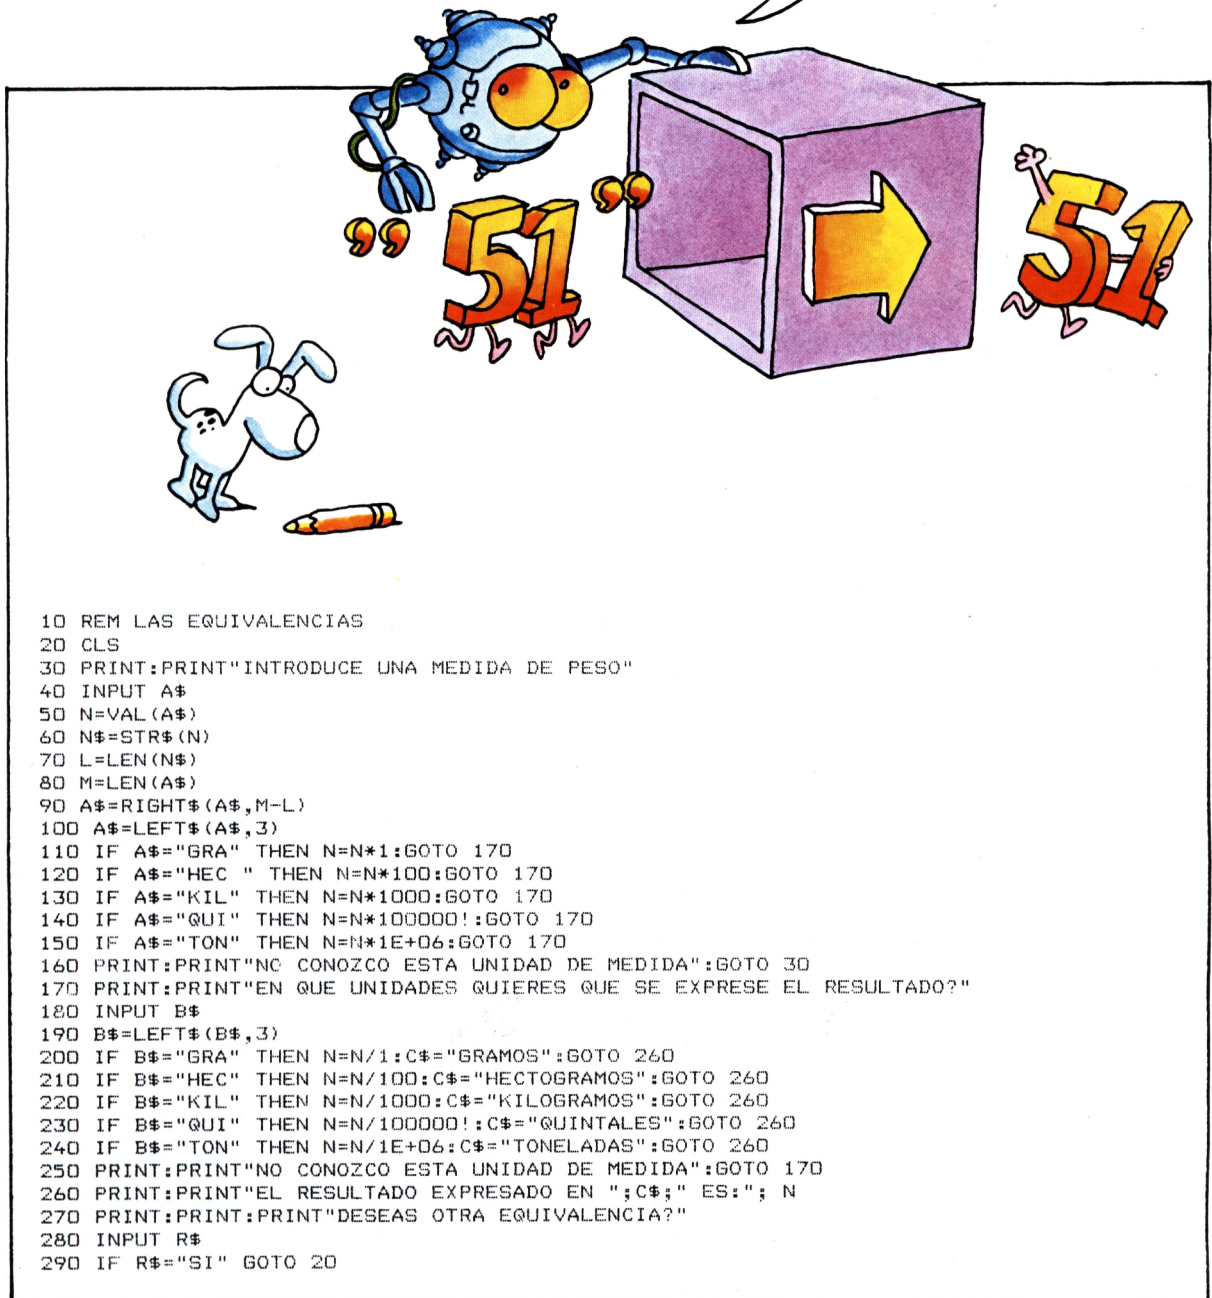 "51"
51
10 REM LAS EQUIVALENCIAS
20 CLS
30 PRINT:PRINT"INTRODUCE UNA MEDIDA DE PESO"
40 INPUT A$
50 N=VAL(A$)
60 N$=STR$(N)
70 L=LEN(N$)
80 M=LEN(A$)
90 A$=RIGHT$(A$,M-L)
100 A$=LEFT$(A$,3)
110 IF A$="GRA" THEN N=N*1:GOTO 170
120 IF A$="HEC " THEN N=N*100:GOTO 170
130 IF A$="KIL" THEN N=N*1000:GOTO 170
140 IF A$="QUI" THEN N=N*100000!:GOTO 170
150 IF A$="TON" THEN N=N*1E+06:GOTO 170
160 PRINT:PRINT"NO CONOZCO ESTA UNIDAD DE MEDIDA":GOTO 30
170 PRINT:PRINT"EN QUE UNIDADES QUIERES QUE SE EXPRESE EL RESULTADO?"
180 INPUT B$
190 B$=LEFT$(B$,3)
200 IF B$="GRA" THEN N=N/1:C$="GRAMOS":GOTO 260
210 IF B$="HEC" THEN N=N/100:C$="HECTOGRAMOS":GOTO 260
220 IF B$="KIL" THEN N=N/1000:C$="KILOGRAMOS":GOTO 260
230 IF B$="QUI" THEN N=N/100000!:C$="QUINTALES":GOTO 260
240 IF B$="TON" THEN N=N/1E+06:C$="TONELADAS":GOTO 260
250 PRINT:PRINT"NO CONOZCO ESTA UNIDAD DE MEDIDA":GOTO 170
260 PRINT:PRINT"EL RESULTADO EXPRESADO EN ";C$;" ES:"; N
270 PRINT:PRINT:PRINT"DESEAS OTRA EQUIVALENCIA?"
280 INPUT R$
290 IF R$="SI" GOTO 20